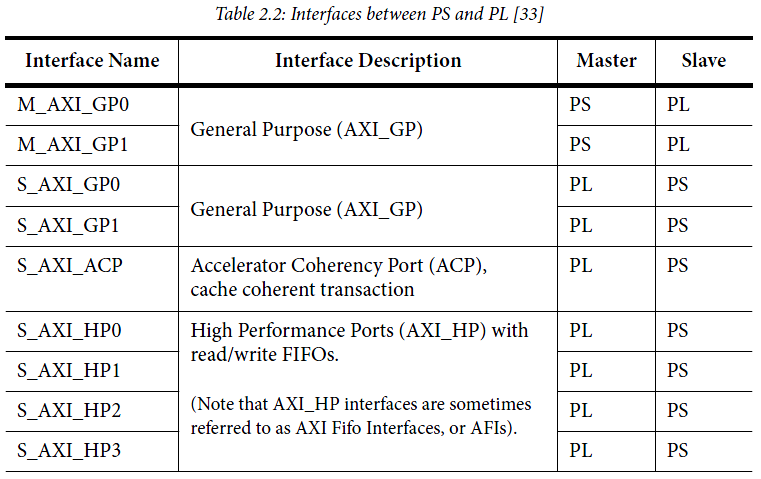 Table 2.2: Interfaces between PS and PL [33]
Interface Name Interface Description Master Slave
M_AXI_GP0 General Purpose (AXI_GP) PS PL
M_AXI_GP1 PS PL
S_AXI_GP0 General Purpose (AXI_GP) PL PS
S_AXI_GP1 PL PS
S_AXI_ACP Accelerator Coherency Port (ACP), PL PS
cache coherent transaction
S_AXI_HP0 High Performance Ports (AXI_HP) with PL PS
read/write FIFOs.
S_AXI_HP1 PL PS
S_AXI_HP2 (Note that AXI_HP interfaces are sometimes PL PS
referred to as AXI Fifo Interfaces, or AFIs).
S_AXI_HP3 PL PS